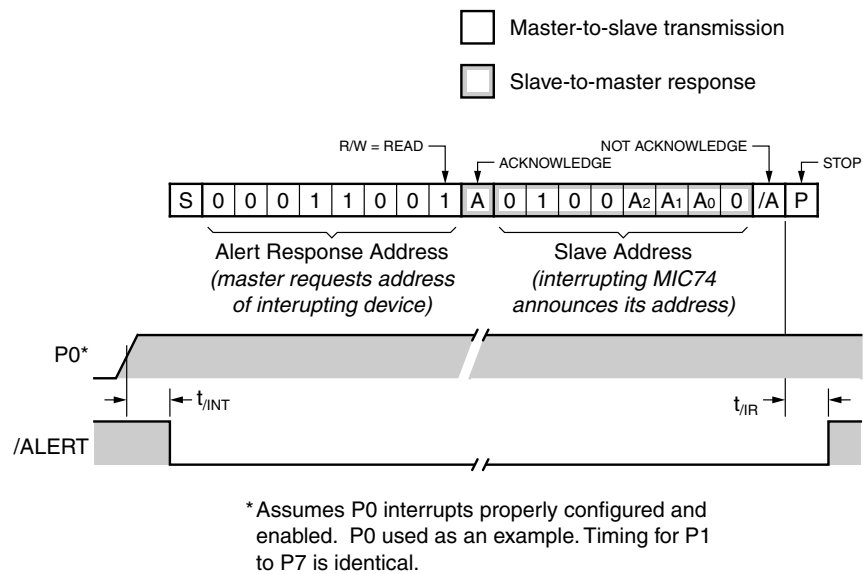 Master-to-slave transmission
Slave-to-master response
R/W = READ
ACKNOWLEDGE
NOT ACKNOWLEDGE
STOP
S 0 0 0 1 1 0 0 1 A 0 1 0 0 A2 A1 A0 0 /A P
Alert Response Address
(master requests address
of interupting device)
Slave Address
(interrupting MIC74
announces its address)
P0*
t/INT
t/IR
/ALERT
*Assumes P0 interrupts properly configured and
enabled. P0 used as an example. Timing for P1
to P7 is identical.